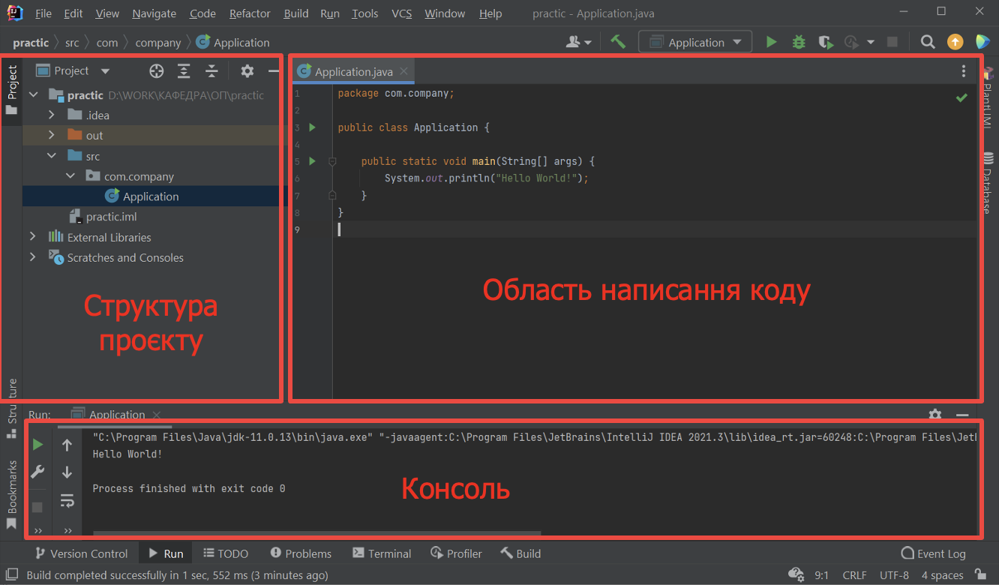 File Edit View Navigate Code Refactor Build Run Tools VCS Window Help practic - Application.java
practic src com company Application
Application
Project
Project
practic D:\WORK\КАФЕДРА\ОП\practic
.idea
out
src
com.company
Application
practic.iml
External Libraries
Scratches and Consoles
Структура
проєкту
Structure
Bookmarks
Application.java
1 package com.company;
2
3 public class Application {
4
5 public static void main(String[] args) {
6 System.out.println("Hello World!");
7 }
8 }
9
Область написання коду
PlantUML
Database
Run: Application
"C:\Program Files\Java\jdk-11.0.13\bin\java.exe" "-javaagent:C:\Program Files\JetBrains\IntelliJ IDEA 2021.3\lib\idea_rt.jar=60248:C:\Program Files\Jet
Hello World!
Process finished with exit code 0
Консоль
Version Control Run TODO Problems Terminal Profiler Build Event Log
Build completed successfully in 1 sec, 552 ms (3 minutes ago) 9:1 CRLF UTF-8 4 spaces